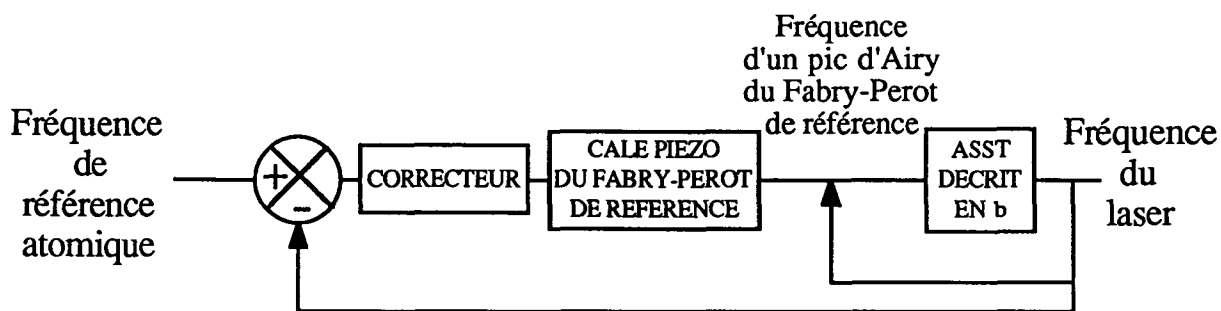 Fréquence
de
référence
atomique
+
−
CORRECTEUR
CALE PIEZO
DU FABRY-PEROT
DE REFERENCE
Fréquence
d'un pic d'Airy
du Fabry-Perot
de référence
ASST
DECRIT
EN b
Fréquence
du
laser